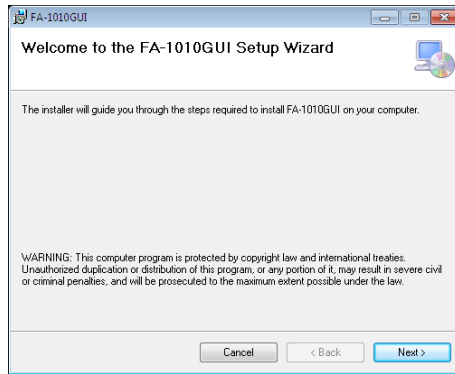 FA-1010GUI
Welcome to the FA-1010GUI Setup Wizard
The installer will guide you through the steps required to install FA-1010GUI on your computer.
WARNING: This computer program is protected by copyright law and international treaties.
Unauthorized duplication or distribution of this program, or any portion of it, may result in severe civil
or criminal penalties, and will be prosecuted to the maximum extent possible under the law.
Cancel
< Back
Next >